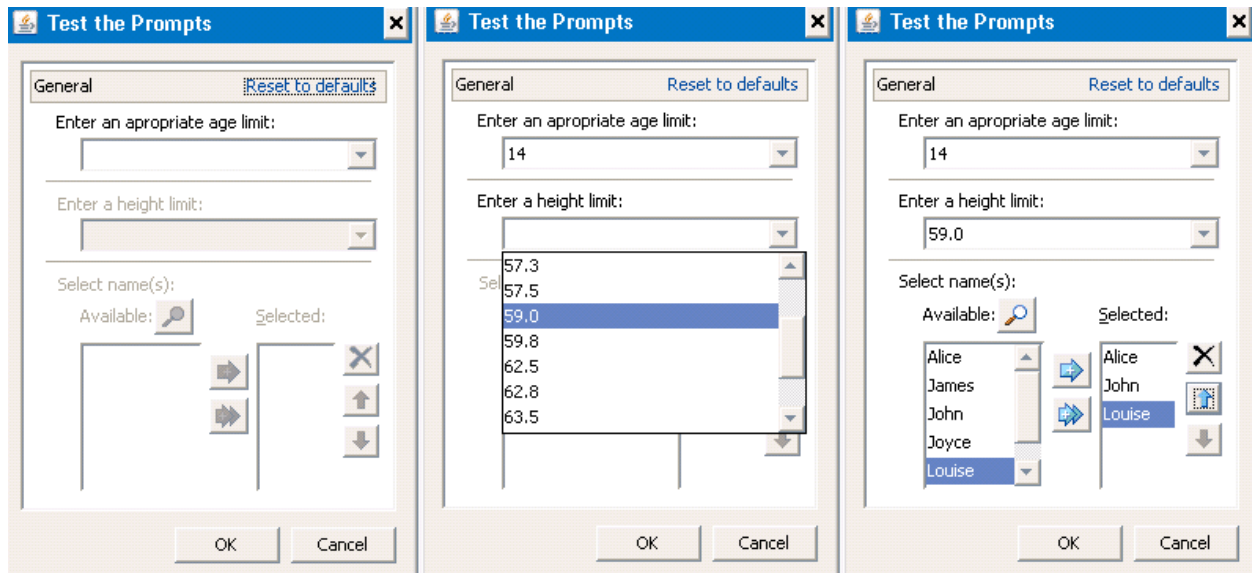 Test the Prompts
General Reset to defaults
Enter an apropriate age limit:
Enter a height limit:
Select name(s):
Available: Selected:
OK Cancel
Test the Prompts
General Reset to defaults
Enter an apropriate age limit:
14
Enter a height limit:
Sel
57.3
57.5
59.0
59.8
62.5
62.8
63.5
OK Cancel
Test the Prompts
General Reset to defaults
Enter an apropriate age limit:
14
Enter a height limit:
59.0
Select name(s):
Available: Selected:
Alice Alice
James John
John Louise
Joyce
Louise
OK Cancel